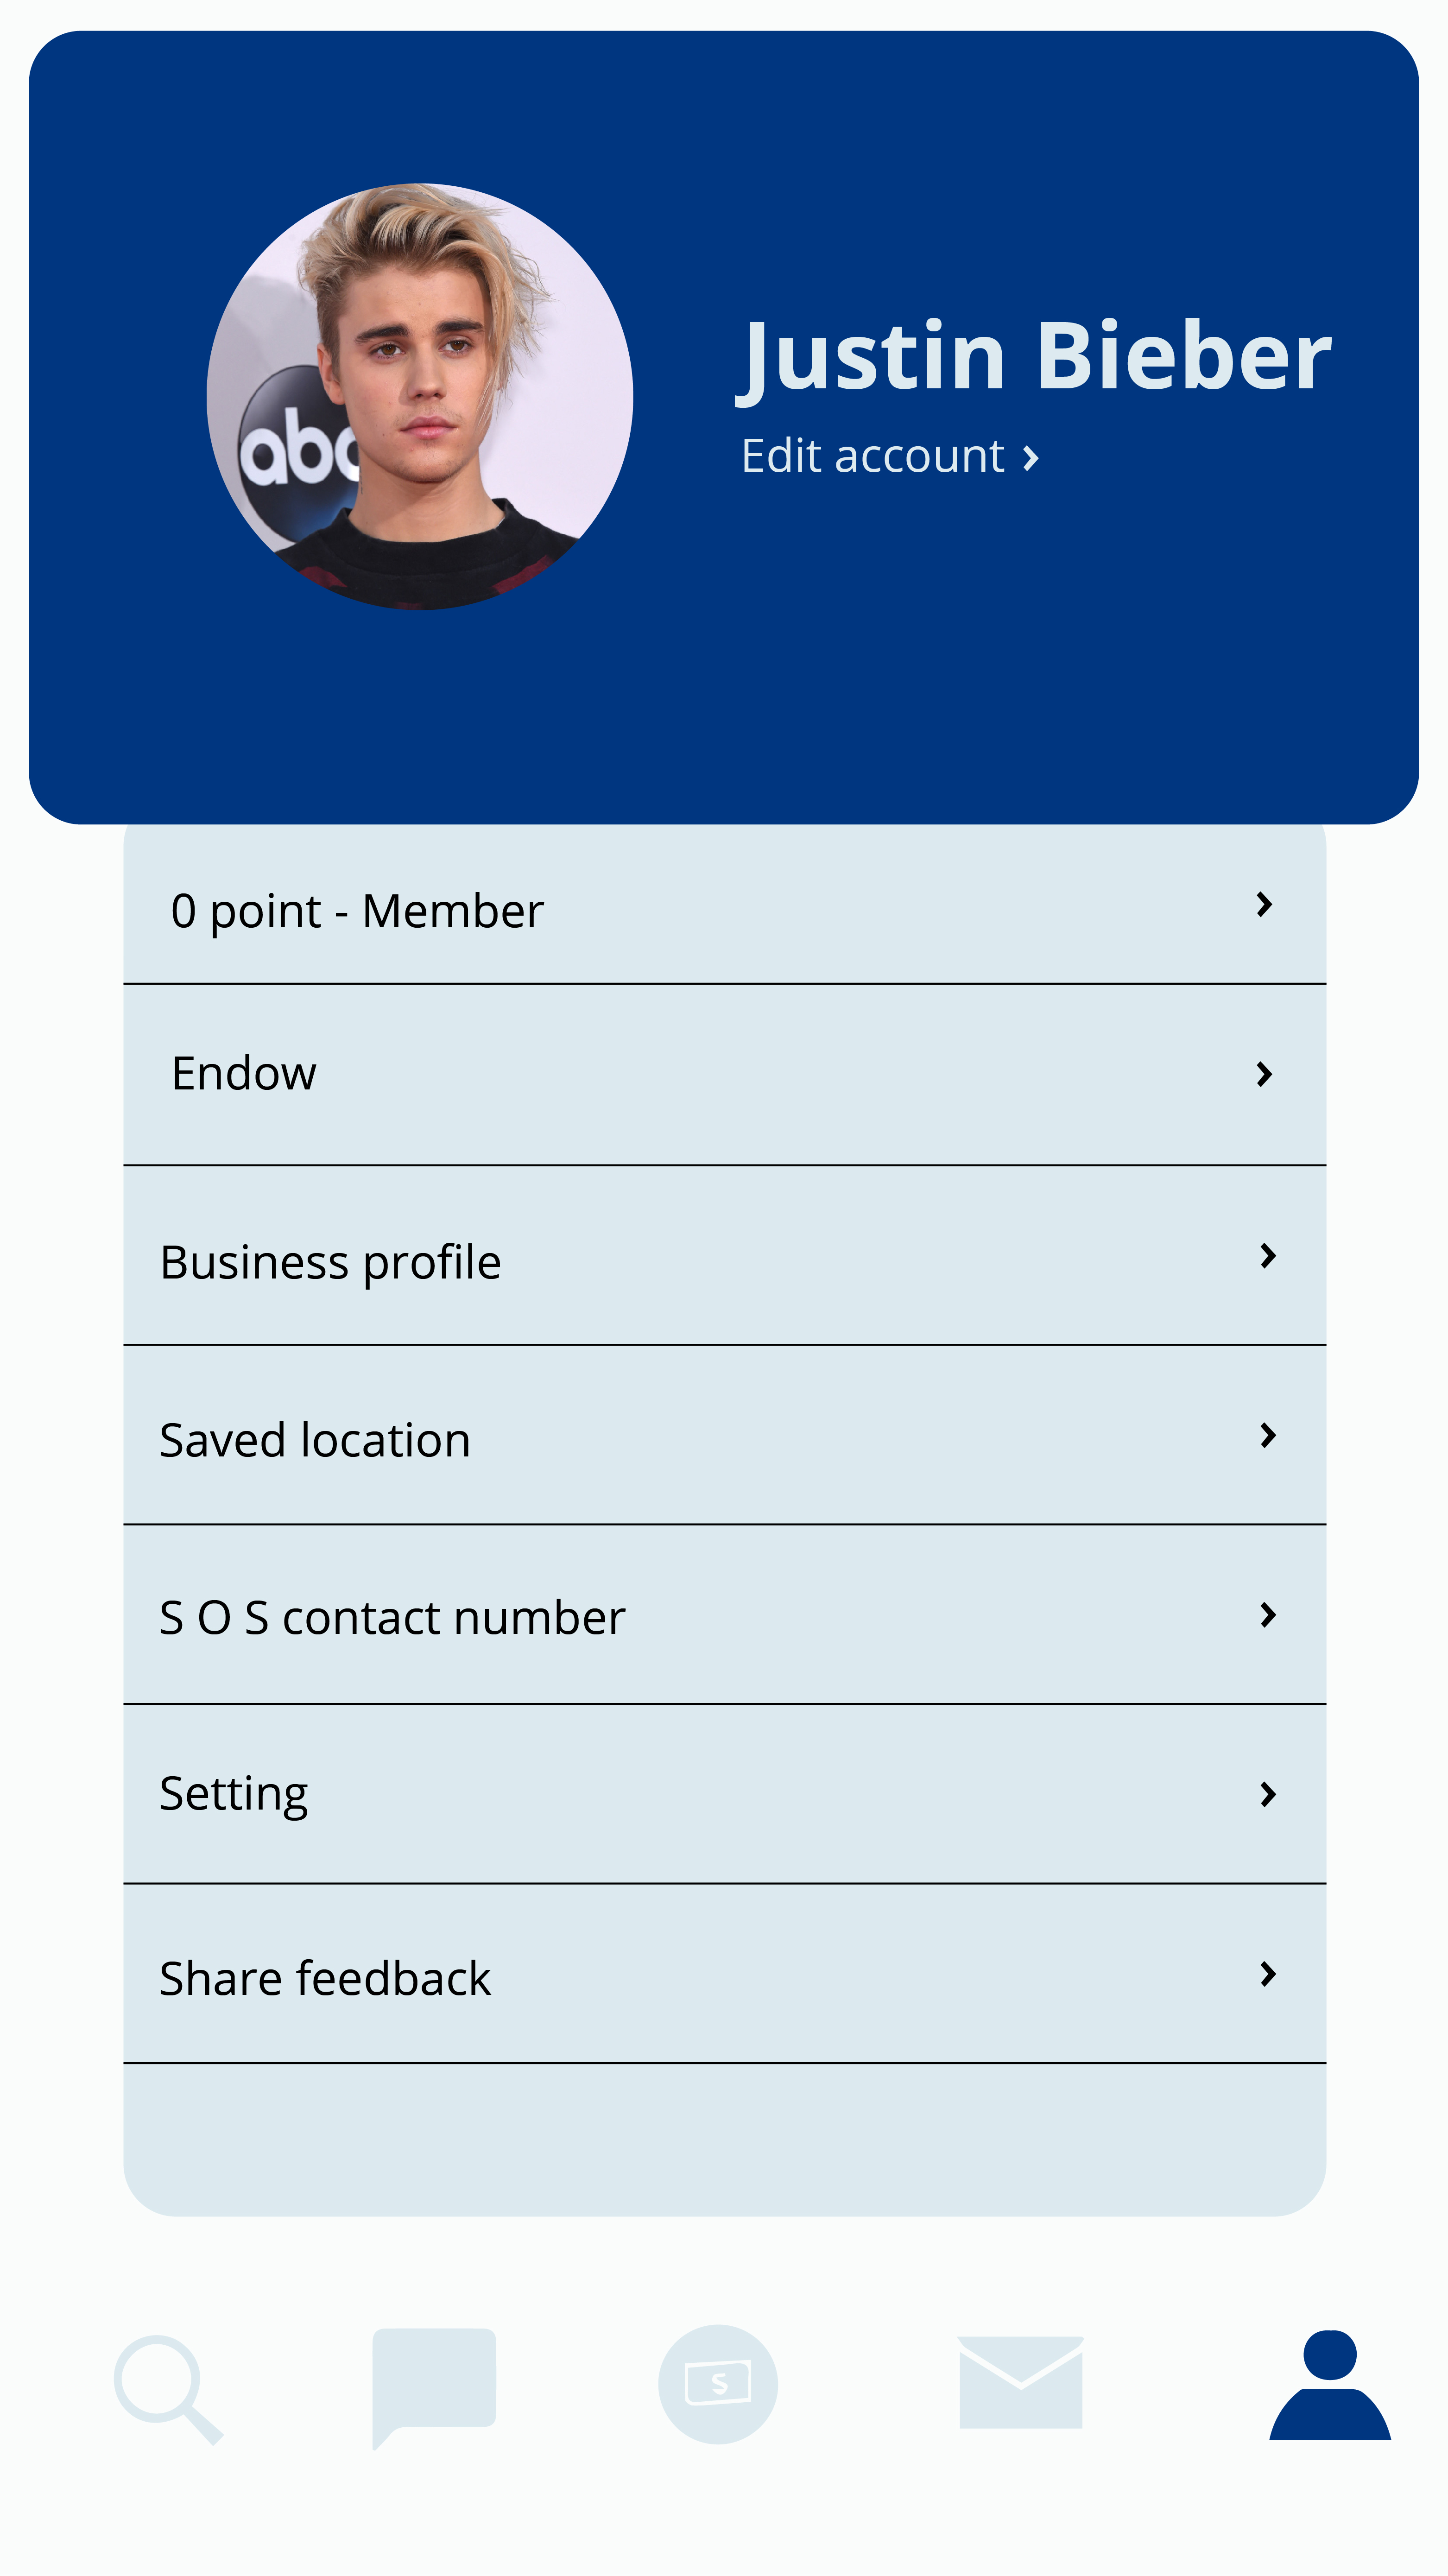 abc
Justin Bieber
Edit account ›
0 point - Member ›
Endow ›
Business profile ›
Saved location ›
S O S contact number ›
Setting ›
Share feedback ›
S